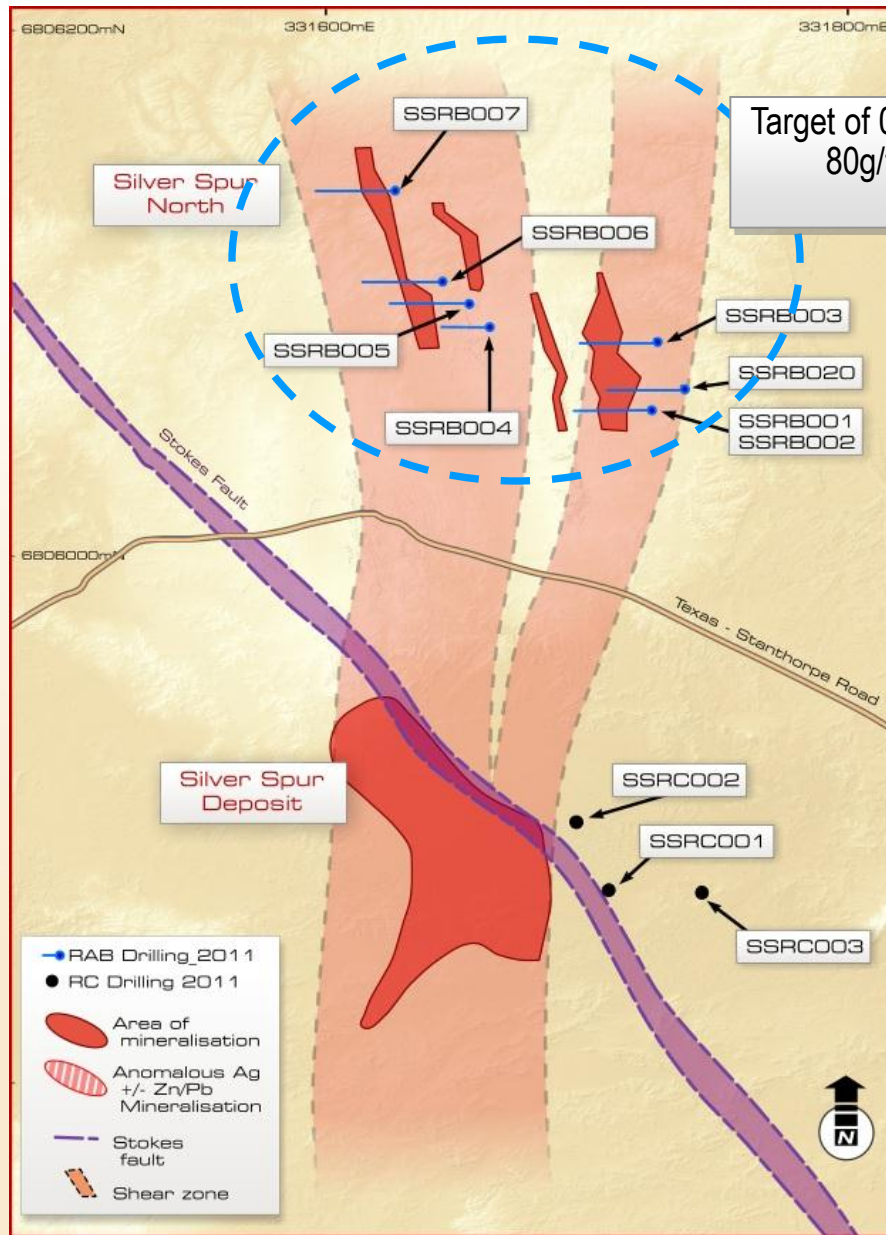 6806200mN
331600mE
331800mE
SSRB007
Target of
80g/
Silver Spur
North
SSRB006
SSRB003
SSRB005
SSRB020
SSRB004
SSRB001
SSRB002
Stokes Fault
6806000mN
Texas - Stanthorpe Road
Silver Spur
Deposit
SSRC002
SSRC001
SSRC003
RAB Drilling_2011
RC Drilling 2011
Area of
mineralisation
Anomalous Ag
+/- Zn/Pb
Mineralisation
Stokes
fault
Shear zone
N